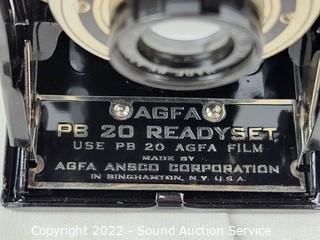 AGFA
PB 20 READYSET
USE PB 20 AGFA FILM
MADE BY
AGFA ANSCO CORPORATION
IN BINGHAMTON, N.Y. U.S.A.
Copyright 2022 - Sound Auction Service